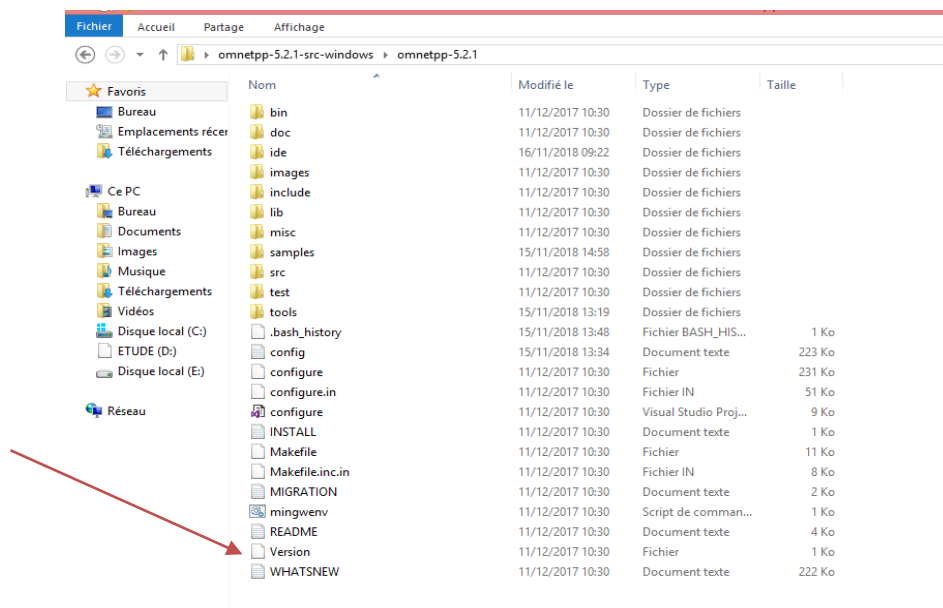 Fichier Accueil Partage Affichage
omnetpp-5.2.1-src-windows omnetpp-5.2.1
Favoris
Bureau
Emplacements récer
Téléchargements
Ce PC
Bureau
Documents
Images
Musique
Téléchargements
Vidéos
Disque local (C:)
ETUDE (D:)
Disque local (E:)
Réseau
Nom Modifié le Type Taille
bin 11/12/2017 10:30 Dossier de fichiers
doc 11/12/2017 10:30 Dossier de fichiers
ide 16/11/2018 09:22 Dossier de fichiers
images 11/12/2017 10:30 Dossier de fichiers
include 11/12/2017 10:30 Dossier de fichiers
lib 11/12/2017 10:30 Dossier de fichiers
misc 11/12/2017 10:30 Dossier de fichiers
samples 15/11/2018 14:58 Dossier de fichiers
src 11/12/2017 10:30 Dossier de fichiers
test 11/12/2017 10:30 Dossier de fichiers
tools 15/11/2018 13:19 Dossier de fichiers
.bash_history 15/11/2018 13:48 Fichier BASH_HIS... 1 Ko
config 15/11/2018 13:34 Document texte 223 Ko
configure 11/12/2017 10:30 Fichier 231 Ko
configure.in 11/12/2017 10:30 Fichier IN 51 Ko
configure 11/12/2017 10:30 Visual Studio Proj... 9 Ko
INSTALL 11/12/2017 10:30 Document texte 1 Ko
Makefile 11/12/2017 10:30 Fichier 11 Ko
Makefile.inc.in 11/12/2017 10:30 Fichier IN 8 Ko
MIGRATION 11/12/2017 10:30 Document texte 2 Ko
mingwenv 11/12/2017 10:30 Script de comman... 1 Ko
README 11/12/2017 10:30 Document texte 4 Ko
Version 11/12/2017 10:30 Fichier 1 Ko
WHATSNEW 11/12/2017 10:30 Document texte 222 Ko